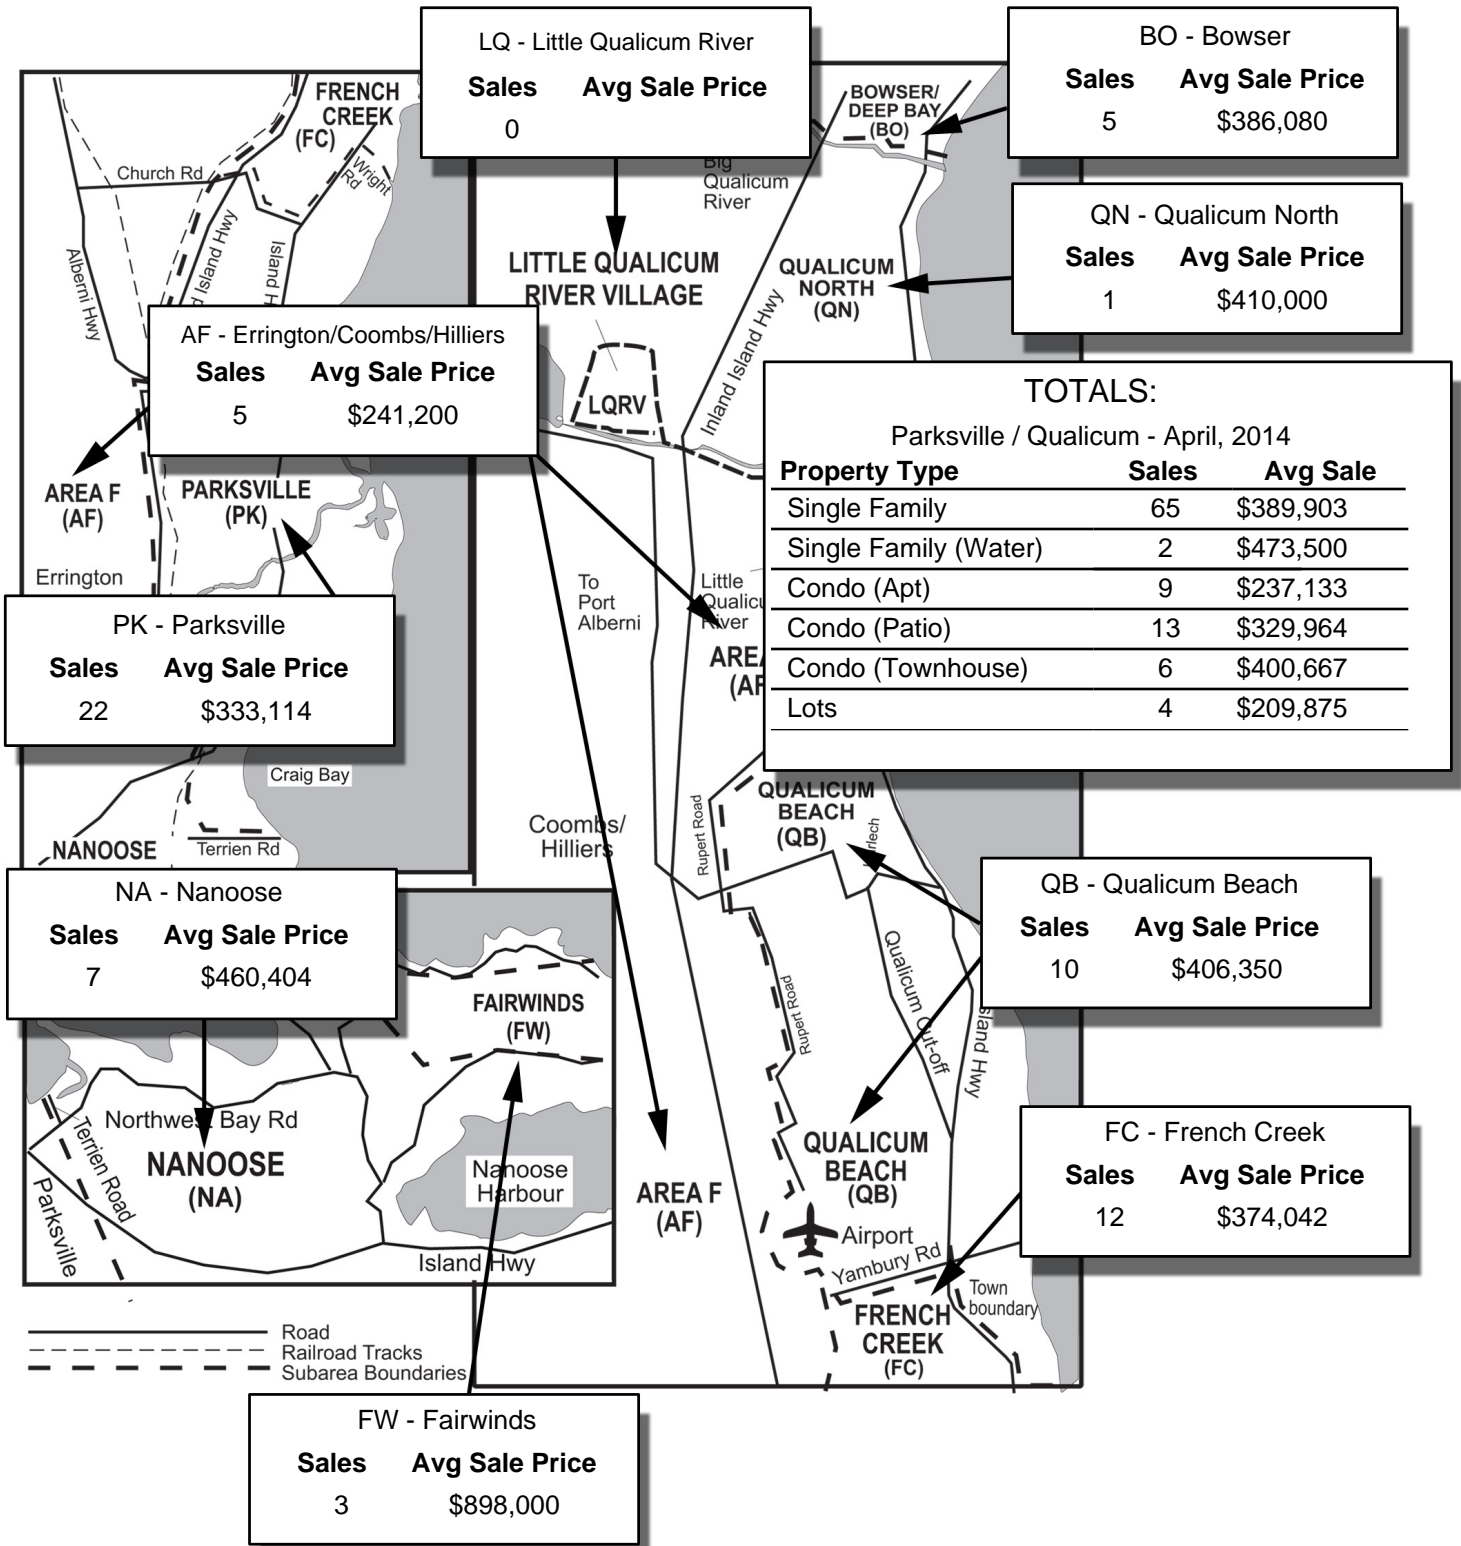 LQ - Little Qualicum River
Sales Avg Sale Price
0
BO - Bowser
Sales Avg Sale Price
5 $386,080
QN - Qualicum North
Sales Avg Sale Price
1 $410,000
FRENCH
CREEK
(FC)
Church Rd
Wright
Rd
Alberni Hwy
d Island Hwy
Island H
BOWSER/
DEEP BAY
(BO)
Big
Qualicum
River
LITTLE QUALICUM
RIVER VILLAGE
QUALICUM
NORTH
(QN)
Inland Island Hwy
LQRV
AF - Errington/Coombs/Hilliers
Sales Avg Sale Price
5 $241,200
TOTALS:
Parksville / Qualicum - April, 2014
Property Type Sales Avg Sale
Single Family 65 $389,903
Single Family (Water) 2 $473,500
Condo (Apt) 9 $237,133
Condo (Patio) 13 $329,964
Condo (Townhouse) 6 $400,667
Lots 4 $209,875
AREA F
(AF)
PARKSVILLE
(PK)
Errington
To
Port
Alberni
Little
Qualicu
River
AREA
(AF
PK - Parksville
Sales Avg Sale Price
22 $333,114
Craig Bay
NANOOSE
Terrien Rd
Coombs/
Hilliers
Rupert Road
QUALICUM
BEACH
(QB)
NA - Nanoose
Sales Avg Sale Price
7 $460,404
QB - Qualicum Beach
Sales Avg Sale Price
10 $406,350
FAIRWINDS
(FW)
Rupert Road
Qualicum Cut-off
sland Hwy
Northwest Bay Rd
Terrien Road
Parksville
NANOOSE
(NA)
Nanoose
Harbour
Island Hwy
AREA F
(AF)
QUALICUM
BEACH
(QB)
Airport
Yambury Rd
FC - French Creek
Sales Avg Sale Price
12 $374,042
Town
boundary
FRENCH
CREEK
(FC)
Road
Railroad Tracks
Subarea Boundaries
FW - Fairwinds
Sales Avg Sale Price
3 $898,000